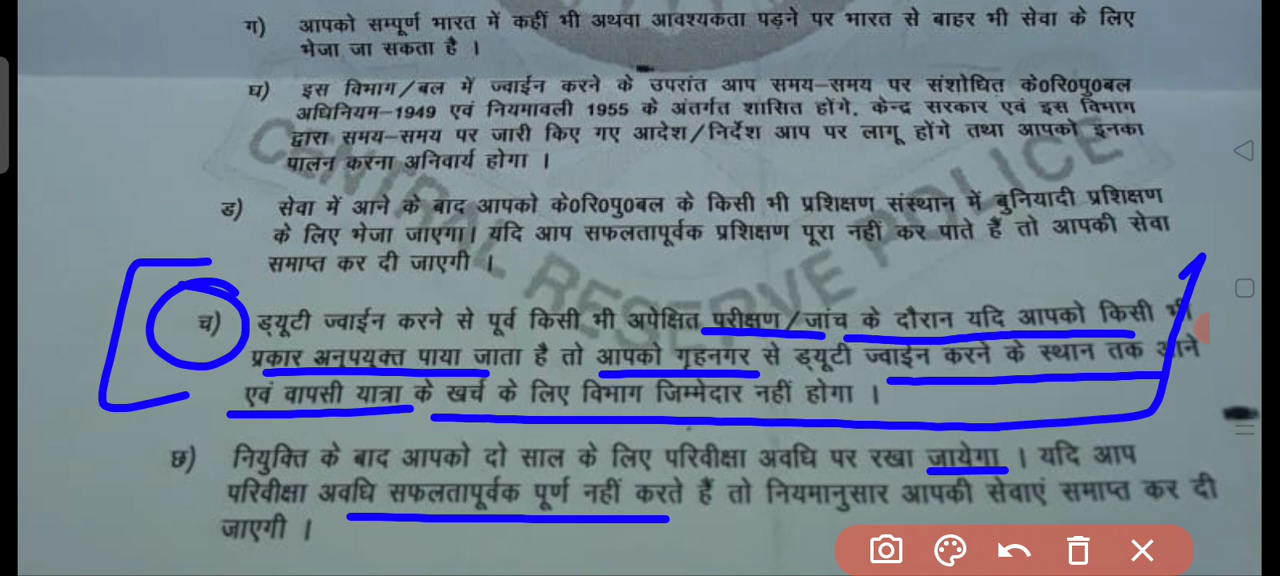 ग) आपको सम्पूर्ण भारत में कहीं भी अथवा आवश्यकता पड़ने पर भारत से बाहर भी सेवा के लिए
भेजा जा सकता है ।
घ) इस विभाग/बल में ज्वाईन करने के उपरांत आप समय–समय पर संशोधित के0रि0पु0बल
अधिनियम–1949 एवं नियमावली 1955 के अंतर्गत शासित होंगे. केन्द्र सरकार एवं इस विभाग
द्वारा समय–समय पर जारी किए गए आदेश/निर्देश आप पर लागू होंगे तथा आपको इनका
पालन करना अनिवार्य होगा ।
ड) सेवा में आने के बाद आपको के0रि0पु0बल के किसी भी प्रशिक्षण संस्थान में बुनियादी प्रशिक्षण
के लिए भेजा जाएगा। यदि आप सफलतापूर्वक प्रशिक्षण पूरा नहीं कर पाते हैं तो आपकी सेवा
समाप्त कर दी जाएगी ।
CENTRAL RESERVE POLICE
च) ड्यूटी ज्वाईन करने से पूर्व किसी भी अपेक्षित परीक्षण/जांच के दौरान यदि आपको किसी भी
प्रकार अनुपयुक्त पाया जाता है तो आपको गृहनगर से ड्यूटी ज्वाईन करने के स्थान तक आने
एवं वापसी यात्रा के खर्च के लिए विभाग जिम्मेदार नहीं होगा ।
छ) नियुक्ति के बाद आपको दो साल के लिए परिवीक्षा अवधि पर रखा जायेगा । यदि आप
परिवीक्षा अवधि सफलतापूर्वक पूर्ण नहीं करते हैं तो नियमानुसार आपकी सेवाएं समाप्त कर दी
जाएगी ।